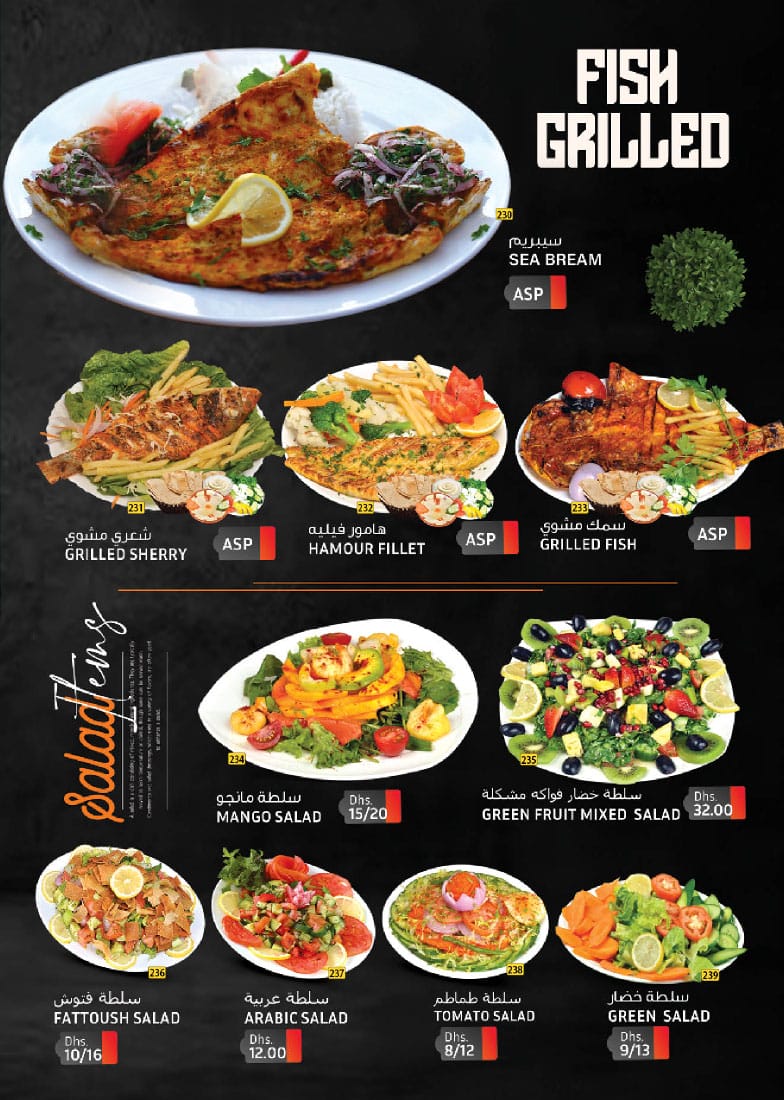 FISH
GRILLED
230
سيبريم
SEA BREAM
ASP
231
شعري مشوي
GRILLED SHERRY
ASP
232
هامور فيليه
HAMOUR FILLET
ASP
233
سمك مشوي
GRILLED FISH
ASP
Salad Items
234
سلطة مانجو
MANGO SALAD
Dhs.
15/20
235
سلطة خضار فواكه مشكلة
GREEN FRUIT MIXED SALAD
Dhs.
32.00
236
سلطة فتوش
FATTOUSH SALAD
Dhs.
10/16
237
سلطة عربية
ARABIC SALAD
Dhs.
12.00
238
سلطة طماطم
TOMATO SALAD
Dhs.
8/12
239
سلطة خضار
GREEN SALAD
Dhs.
9/13